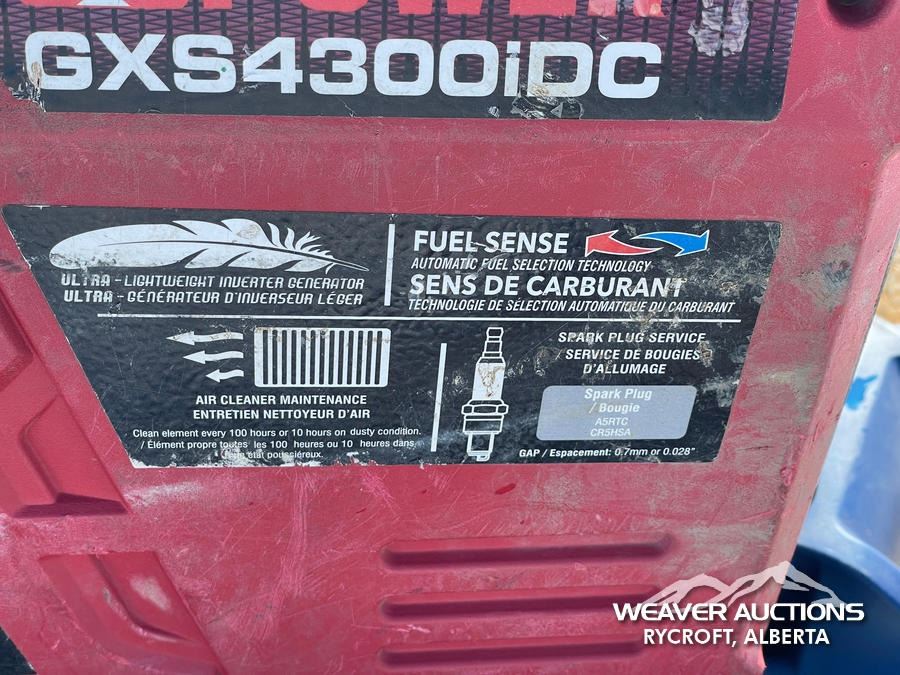 GXS4300iDC
ULTRA - LIGHTWEIGHT INVERTER GENERATOR
ULTRA - GÉNÉRATEUR D'INVERSEUR LÉGER
FUEL SENSE
AUTOMATIC FUEL SELECTION TECHNOLOGY
SENS DE CARBURANT
TECHNOLOGIE DE SÉLECTION AUTOMATIQUE DU CARBURANT
AIR CLEANER MAINTENANCE
ENTRETIEN NETTOYEUR D'AIR
Clean element every 100 hours or 10 hours on dusty condition.
/ Élément propre toutes les 100 heures ou 10 heures dans
état poussiéreux.
SPARK PLUG SERVICE
SERVICE DE BOUGIES
D'ALLUMAGE
Spark Plug
/ Bougie
A5RTC
CR5HSA
GAP / Espacement: 0.7mm or 0.028"
WEAVER AUCTIONS
RYCROFT, ALBERTA